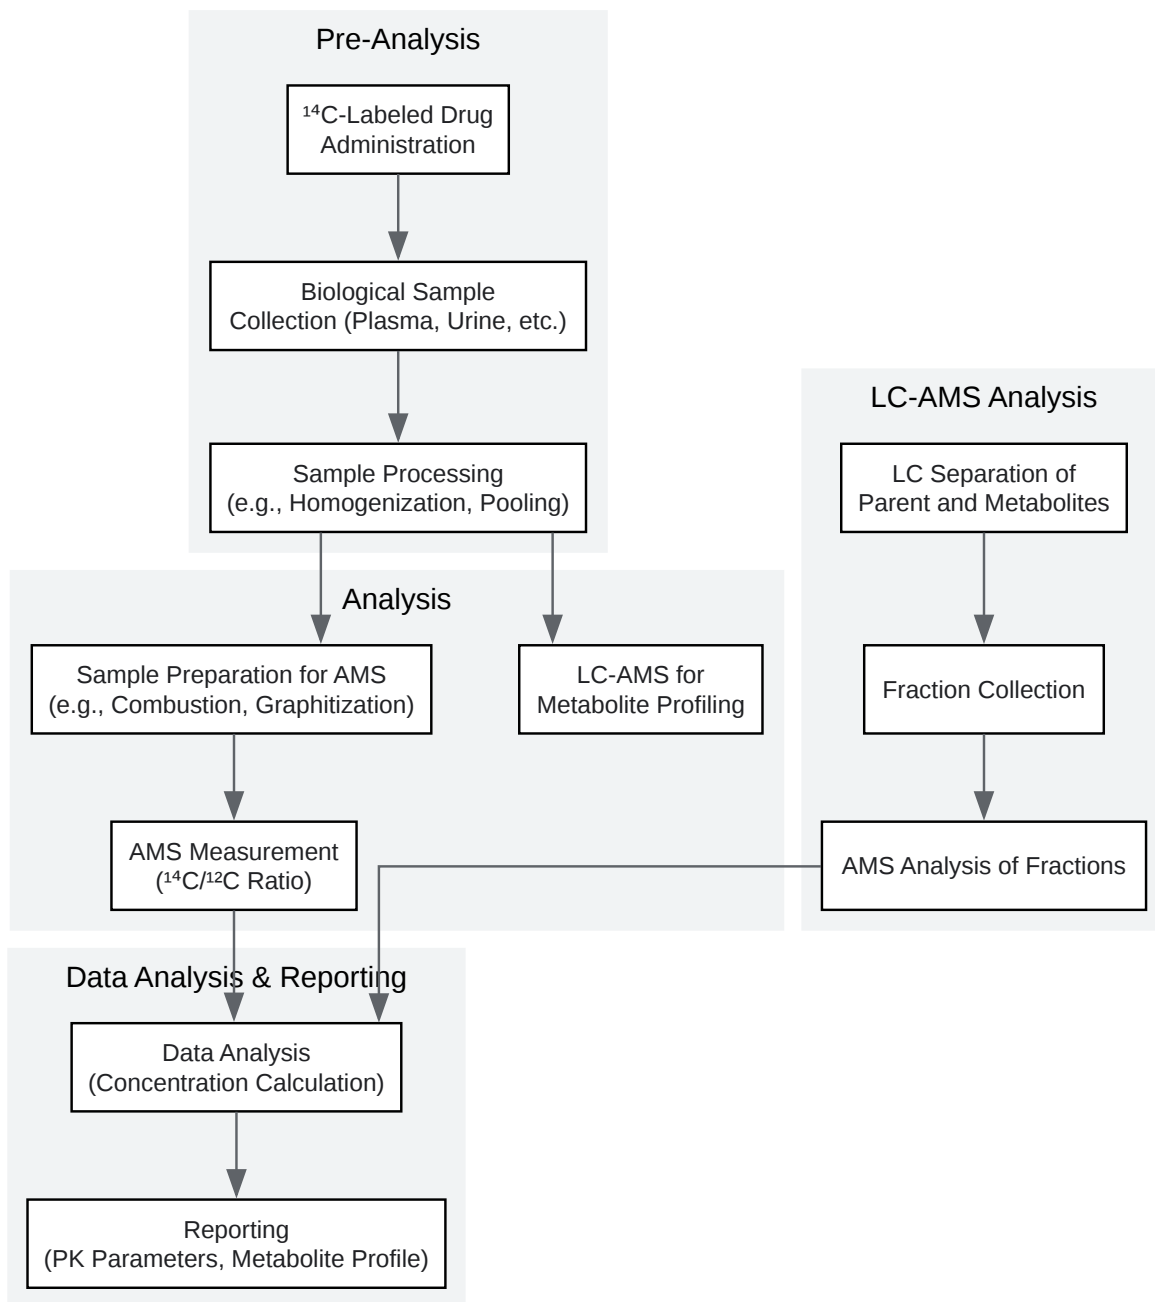 Pre-Analysis
¹⁴C-Labeled Drug
Administration
Biological Sample
Collection (Plasma, Urine, etc.)
Sample Processing
(e.g., Homogenization, Pooling)
LC-AMS Analysis
LC Separation of
Parent and Metabolites
Fraction Collection
AMS Analysis of Fractions
Analysis
Sample Preparation for AMS
(e.g., Combustion, Graphitization)
LC-AMS for
Metabolite Profiling
AMS Measurement
(¹⁴C/¹²C Ratio)
Data Analysis & Reporting
Data Analysis
(Concentration Calculation)
Reporting
(PK Parameters, Metabolite Profile)